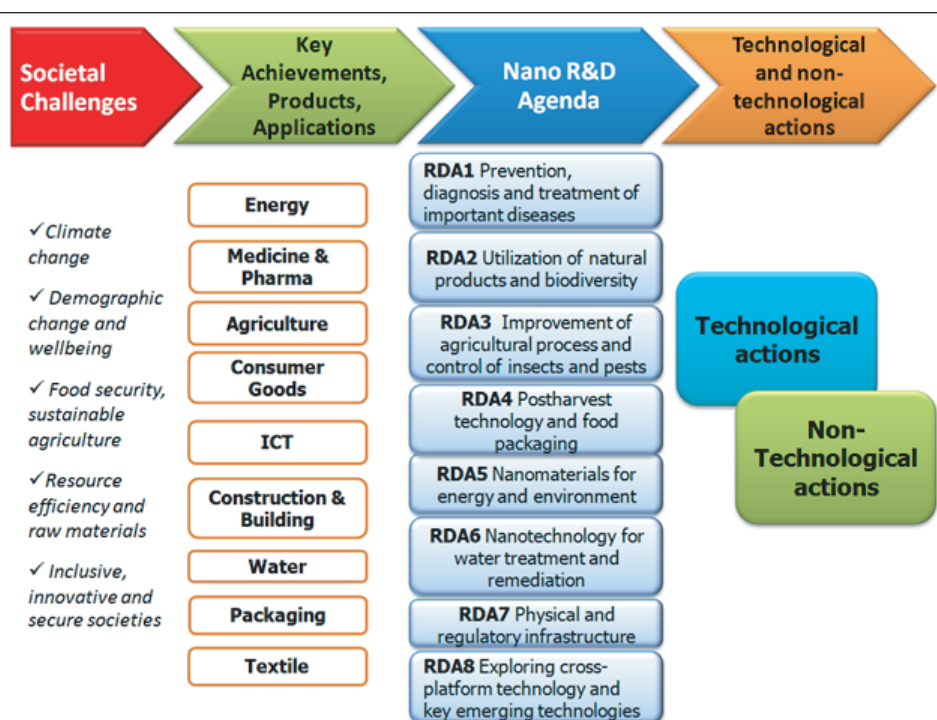 Societal
Challenges
Key
Achievements,
Products,
Applications
Nano R&D
Agenda
Technological
and non-
technological
actions
✓Climate
change
✓ Demographic
change and
wellbeing
✓ Food security,
sustainable
agriculture
✓Resource
efficiency and
raw materials
✓ Inclusive,
innovative and
secure societies
Energy
Medicine &
Pharma
Agriculture
Consumer
Goods
ICT
Construction &
Building
Water
Packaging
Textile
RDA1 Prevention,
diagnosis and treatment of
important diseases
RDA2 Utilization of natural
products and biodiversity
RDA3 Improvement of
agricultural process and
control of insects and pests
RDA4 Postharvest
technology and food
packaging
RDA5 Nanomaterials for
energy and environment
RDA6 Nanotechnology for
water treatment and
remediation
RDA7 Physical and
regulatory infrastructure
RDA8 Exploring cross-
platform technology and
key emerging technologies
Technological
actions
Non-
Technological
actions